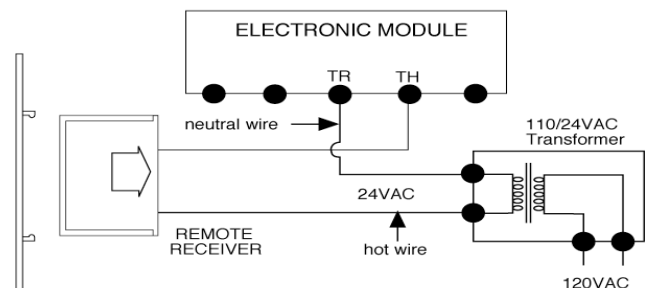 ELECTRONIC MODULE
TR TH
neutral wire
110/24VAC
Transformer
24VAC
REMOTE
RECEIVER
hot wire
120VAC